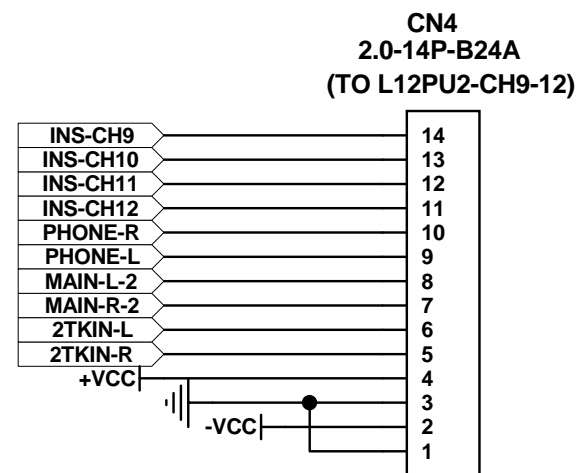 CN4
2.0-14P-B24A
(TO L12PU2-CH9-12)
INS-CH9 14
INS-CH10 13
INS-CH11 12
INS-CH12 11
PHONE-R 10
PHONE-L 9
MAIN-L-2 8
MAIN-R-2 7
2TKIN-L 6
2TKIN-R 5
+VCC 4
3
-VCC 2
1